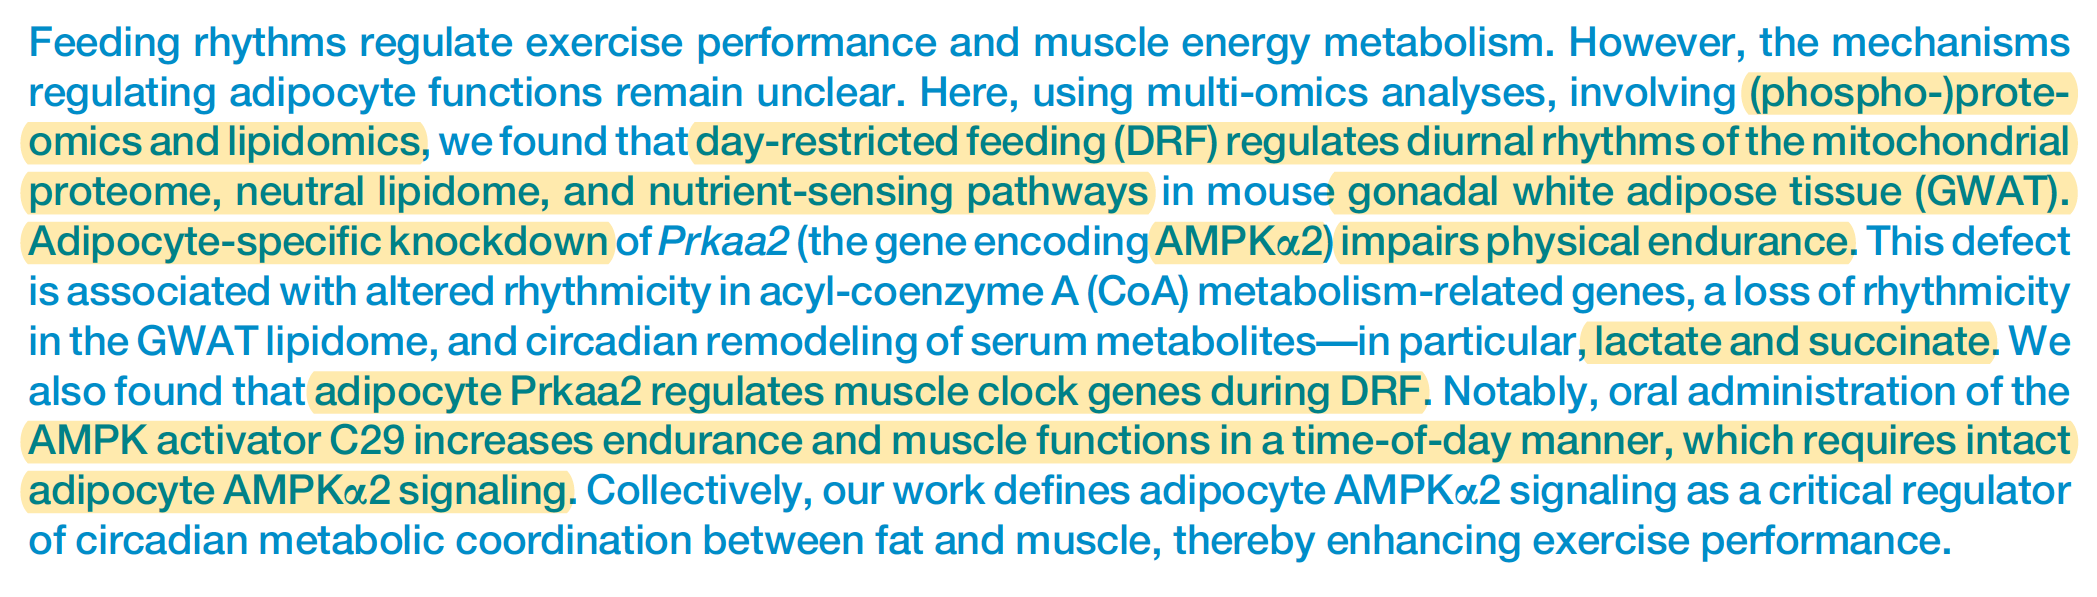 Feeding rhythms regulate exercise performance and muscle energy metabolism. However, the mechanisms
regulating adipocyte functions remain unclear. Here, using multi-omics analyses, involving (phospho-)prote-
omics and lipidomics, we found that day-restricted feeding (DRF) regulates diurnal rhythms of the mitochondrial
proteome, neutral lipidome, and nutrient-sensing pathways in mouse gonadal white adipose tissue (GWAT).
Adipocyte-specific knockdown of Prkaa2 (the gene encoding AMPKα2) impairs physical endurance. This defect
is associated with altered rhythmicity in acyl-coenzyme A (CoA) metabolism-related genes, a loss of rhythmicity
in the GWAT lipidome, and circadian remodeling of serum metabolites—in particular, lactate and succinate. We
also found that adipocyte Prkaa2 regulates muscle clock genes during DRF. Notably, oral administration of the
AMPK activator C29 increases endurance and muscle functions in a time-of-day manner, which requires intact
adipocyte AMPKα2 signaling. Collectively, our work defines adipocyte AMPKα2 signaling as a critical regulator
of circadian metabolic coordination between fat and muscle, thereby enhancing exercise performance.